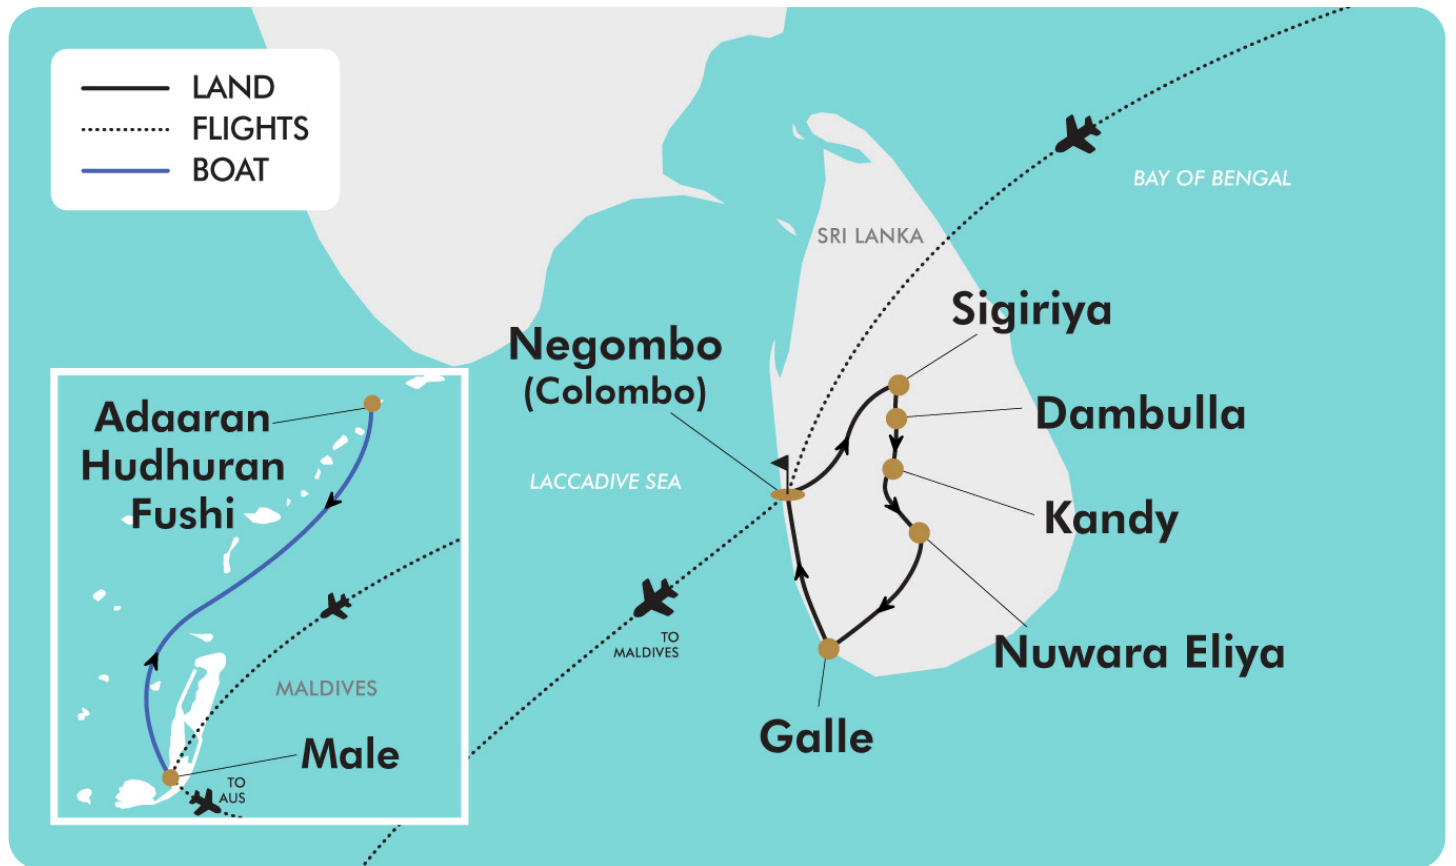 LAND
FLIGHTS
BOAT
BAY OF BENGAL
SRI LANKA
Sigiriya
Negombo
(Colombo)
Dambulla
LACCADIVE SEA
Kandy
TO
MALDIVES
Nuwara Eliya
Galle
Adaaran
Hudhuran
Fushi
MALDIVES
Male
TO
AUS